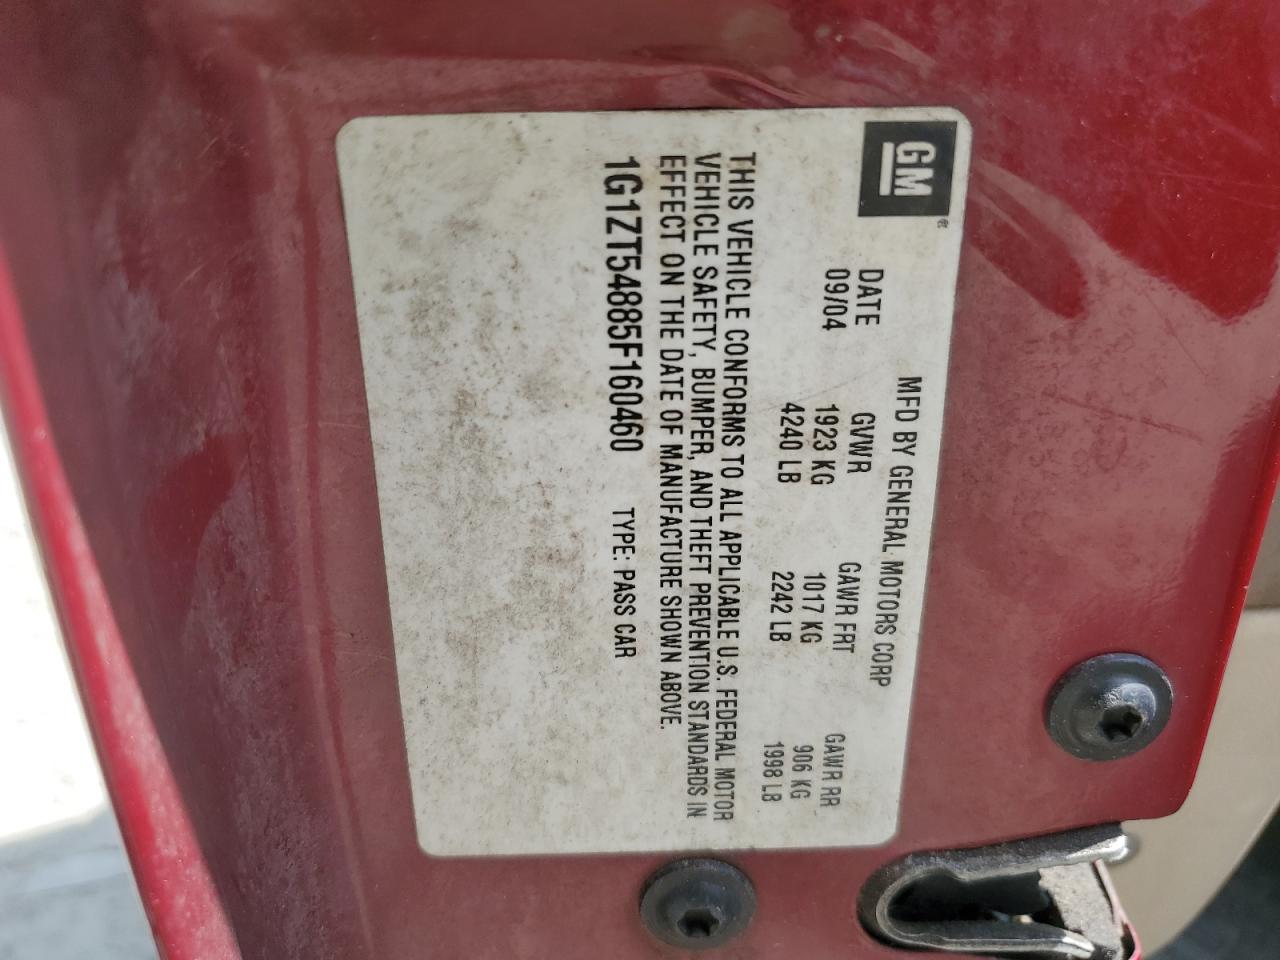 GM®
MFD BY GENERAL MOTORS CORP
DATE GVWR GAWR FRT GAWR RR
09/04 1923 KG 1017 KG 906 KG
4240 LB 2242 LB 1998 LB
THIS VEHICLE CONFORMS TO ALL APPLICABLE U.S. FEDERAL MOTOR
VEHICLE SAFETY, BUMPER, AND THEFT PREVENTION STANDARDS IN
EFFECT ON THE DATE OF MANUFACTURE SHOWN ABOVE.
1G1ZT54885F160460 TYPE: PASS CAR